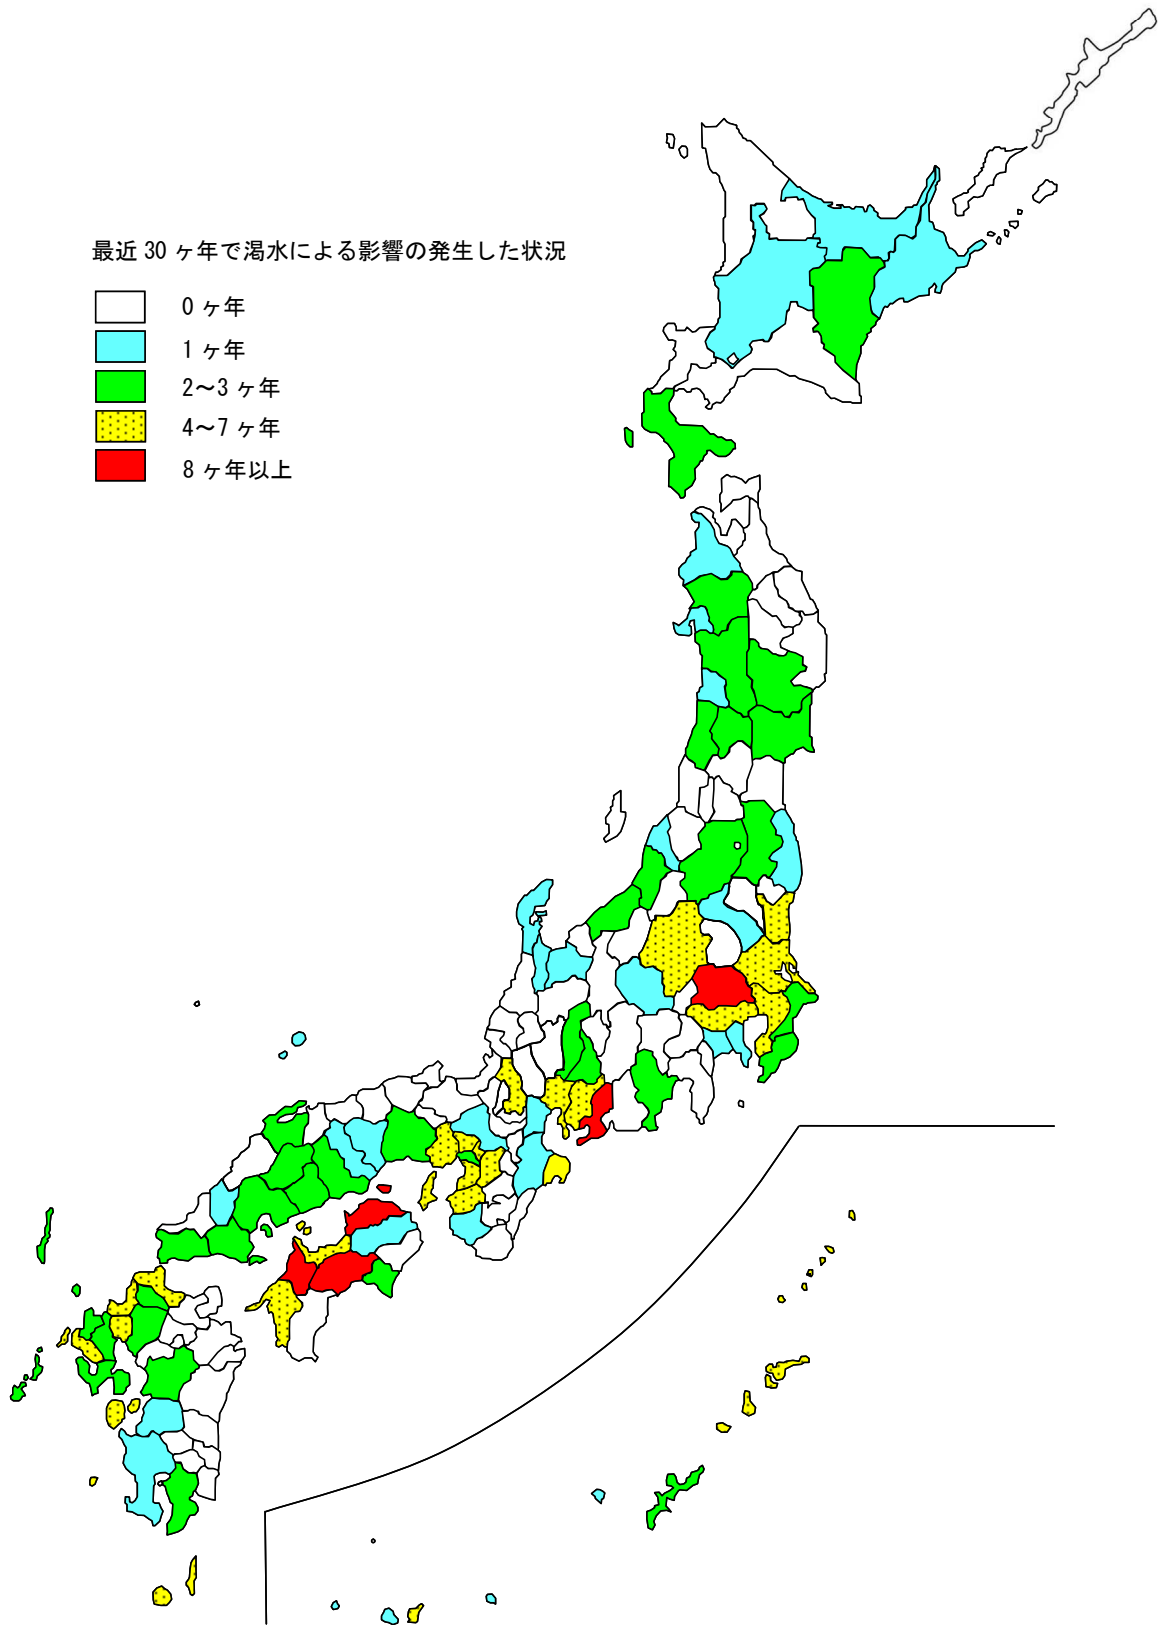 最近 30 ヶ年で渇水による影響の発生した状況
0 ヶ年
1 ヶ年
2～3 ヶ年
4～7 ヶ年
8 ヶ年以上